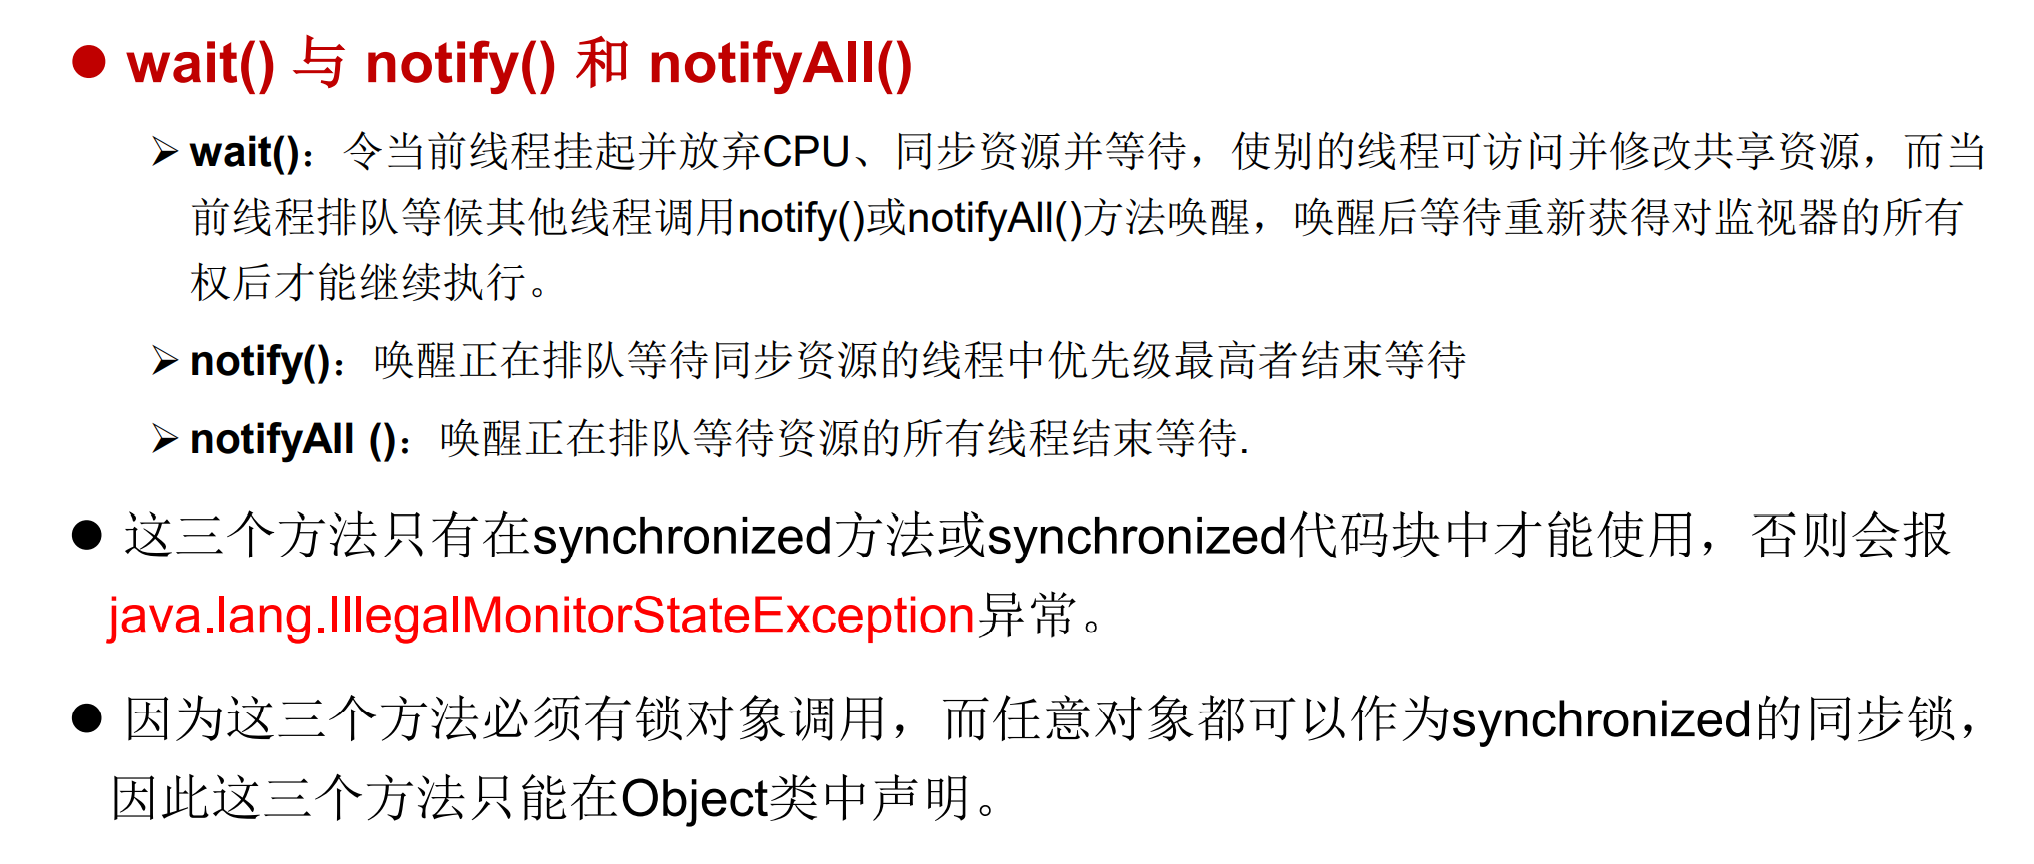 ● wait() 与 notify() 和 notifyAll()
➢ wait()：令当前线程挂起并放弃CPU、同步资源并等待，使别的线程可访问并修改共享资源，而当
前线程排队等候其他线程调用notify()或notifyAll()方法唤醒，唤醒后等待重新获得对监视器的所有
权后才能继续执行。
➢ notify()：唤醒正在排队等待同步资源的线程中优先级最高者结束等待
➢ notifyAll ()：唤醒正在排队等待资源的所有线程结束等待.
● 这三个方法只有在synchronized方法或synchronized代码块中才能使用，否则会报
java.lang.IllegalMonitorStateException异常。
● 因为这三个方法必须有锁对象调用，而任意对象都可以作为synchronized的同步锁，
因此这三个方法只能在Object类中声明。